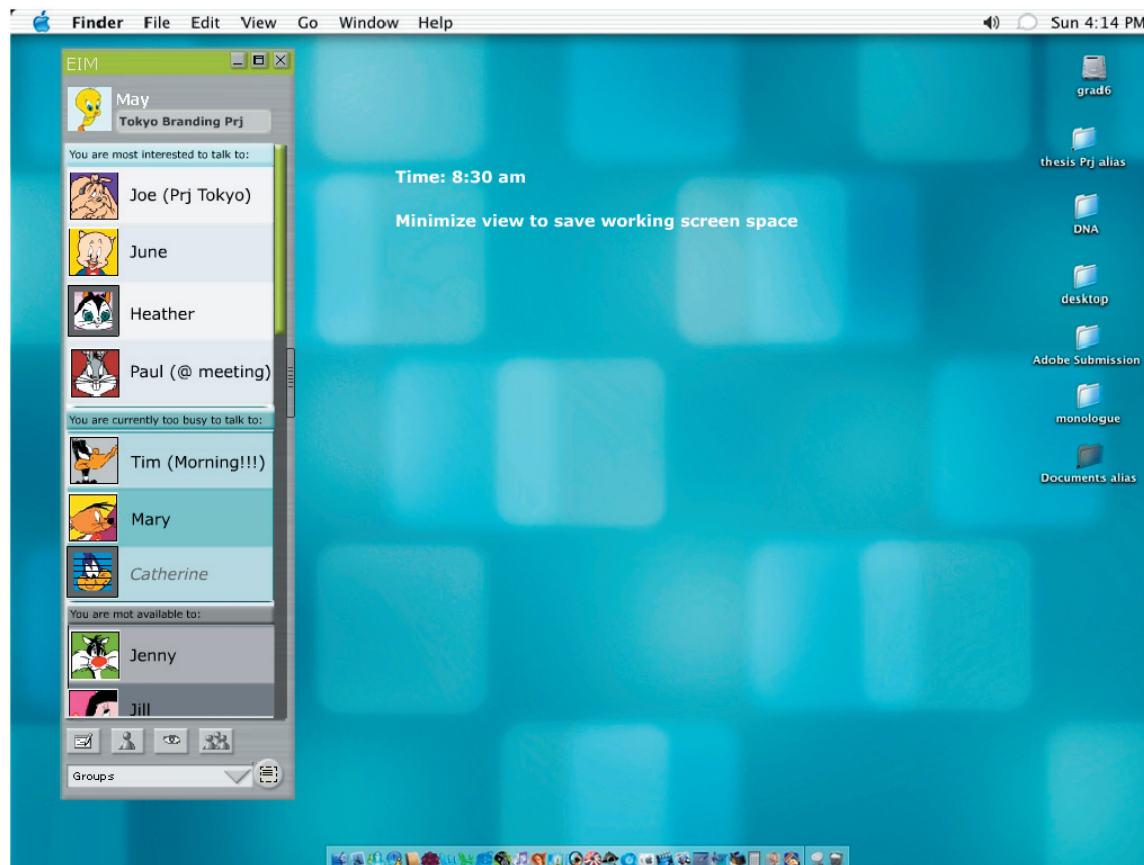 Finder File Edit View Go Window Help Sun 4:14 PM
EIM
May
Tokyo Branding Prj
You are most interested to talk to:
Joe (Prj Tokyo)
June
Heather
Paul (@ meeting)
You are currently too busy to talk to:
Tim (Morning!!!)
Mary
Catherine
You are mot available to:
Jenny
Jill
Groups
Time: 8:30 am
Minimize view to save working screen space
grad6
thesis Prj alias
DNA
desktop
Adobe Submission
monologue
Documents alias